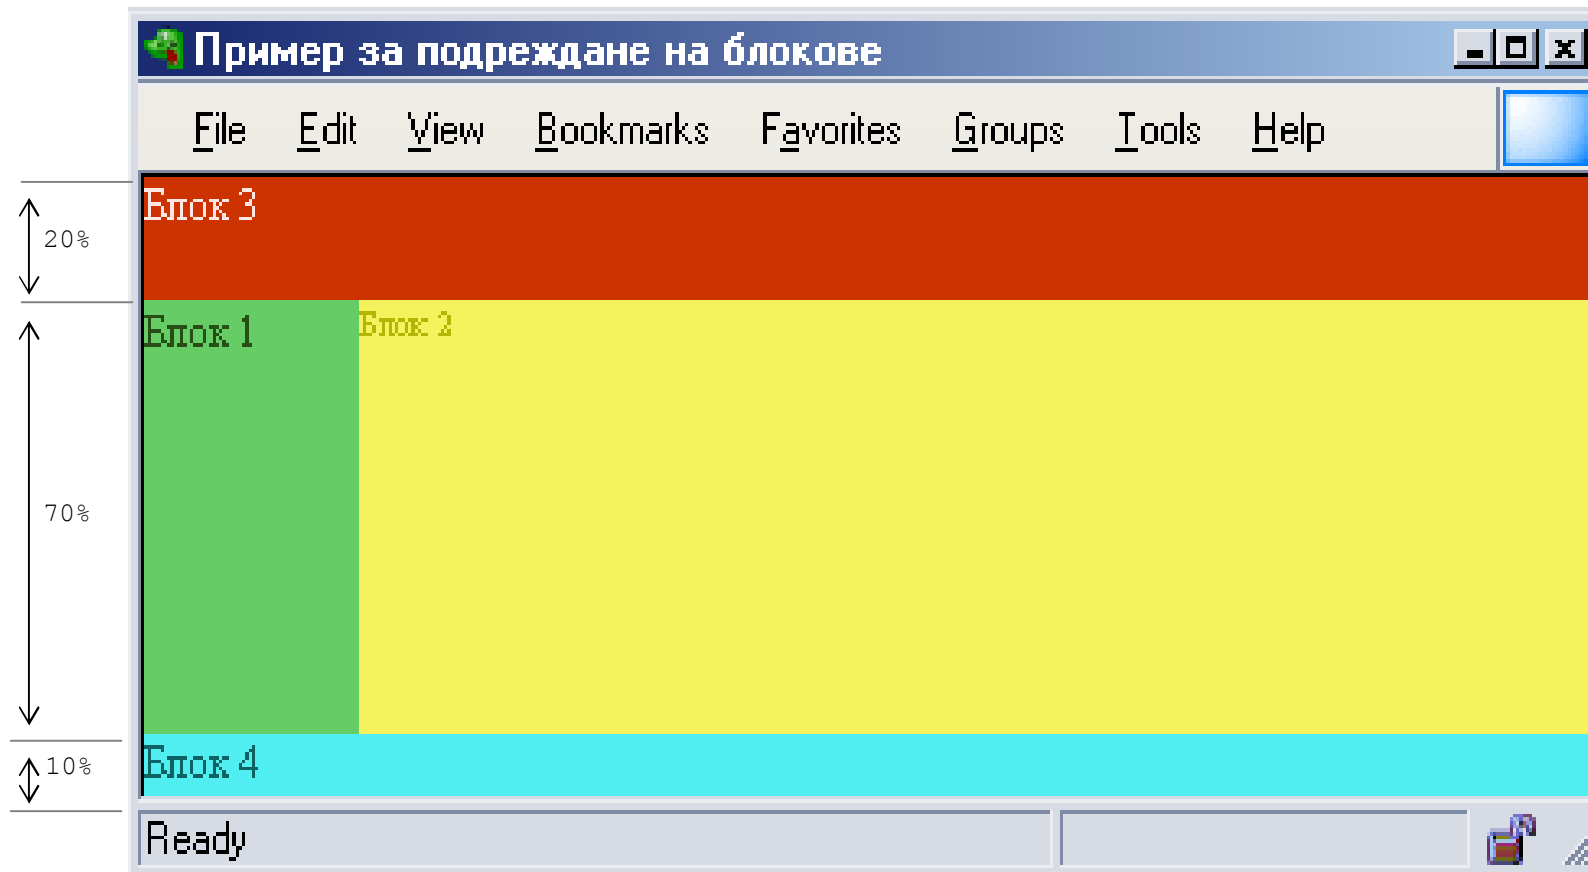 Пример за подреждане на блокове
File Edit View Bookmarks Favorites Groups Tools Help
Блок 3
20%
Блок 1
Блок 2
70%
Блок 4
10%
Ready